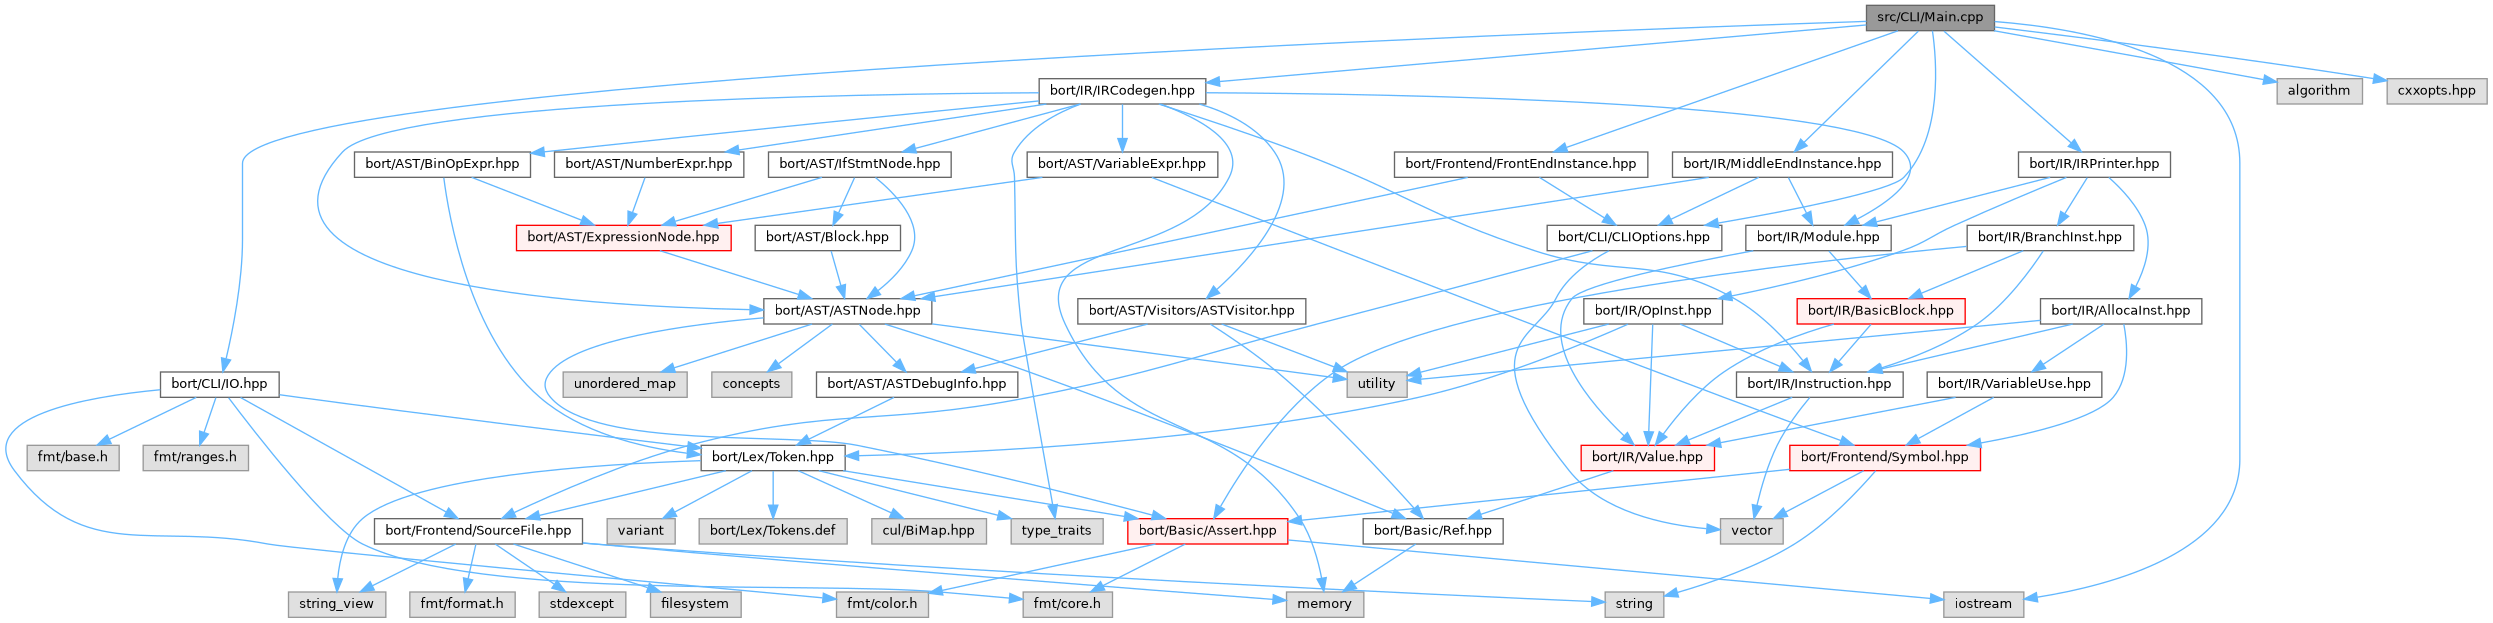 src/CLI/Main.cpp
bort/IR/IRCodegen.hpp
algorithm
cxxopts.hpp
bort/AST/BinOpExpr.hpp
bort/AST/NumberExpr.hpp
bort/AST/IfStmtNode.hpp
bort/AST/VariableExpr.hpp
bort/Frontend/FrontEndInstance.hpp
bort/IR/MiddleEndInstance.hpp
bort/IR/IRPrinter.hpp
bort/AST/ExpressionNode.hpp
bort/AST/Block.hpp
bort/CLI/CLIOptions.hpp
bort/IR/Module.hpp
bort/IR/BranchInst.hpp
bort/AST/ASTNode.hpp
bort/AST/Visitors/ASTVisitor.hpp
bort/IR/OpInst.hpp
bort/IR/BasicBlock.hpp
bort/IR/AllocaInst.hpp
bort/CLI/IO.hpp
unordered_map
concepts
bort/AST/ASTDebugInfo.hpp
utility
bort/IR/Instruction.hpp
bort/IR/VariableUse.hpp
fmt/base.h
fmt/ranges.h
bort/Lex/Token.hpp
bort/IR/Value.hpp
bort/Frontend/Symbol.hpp
bort/Frontend/SourceFile.hpp
variant
bort/Lex/Tokens.def
cul/BiMap.hpp
type_traits
bort/Basic/Assert.hpp
bort/Basic/Ref.hpp
vector
string_view
fmt/format.h
stdexcept
filesystem
fmt/color.h
fmt/core.h
memory
string
iostream